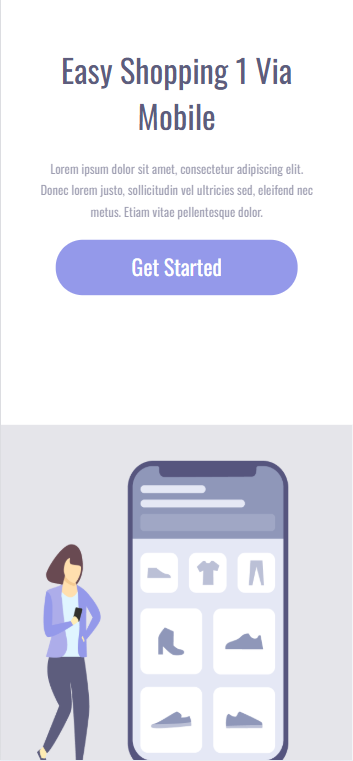 Easy Shopping 1 Via
Mobile
Lorem ipsum dolor sit amet, consectetur adipiscing elit.
Donec lorem justo, sollicitudin vel ultricies sed, eleifend nec
metus. Etiam vitae pellentesque dolor.
Get Started